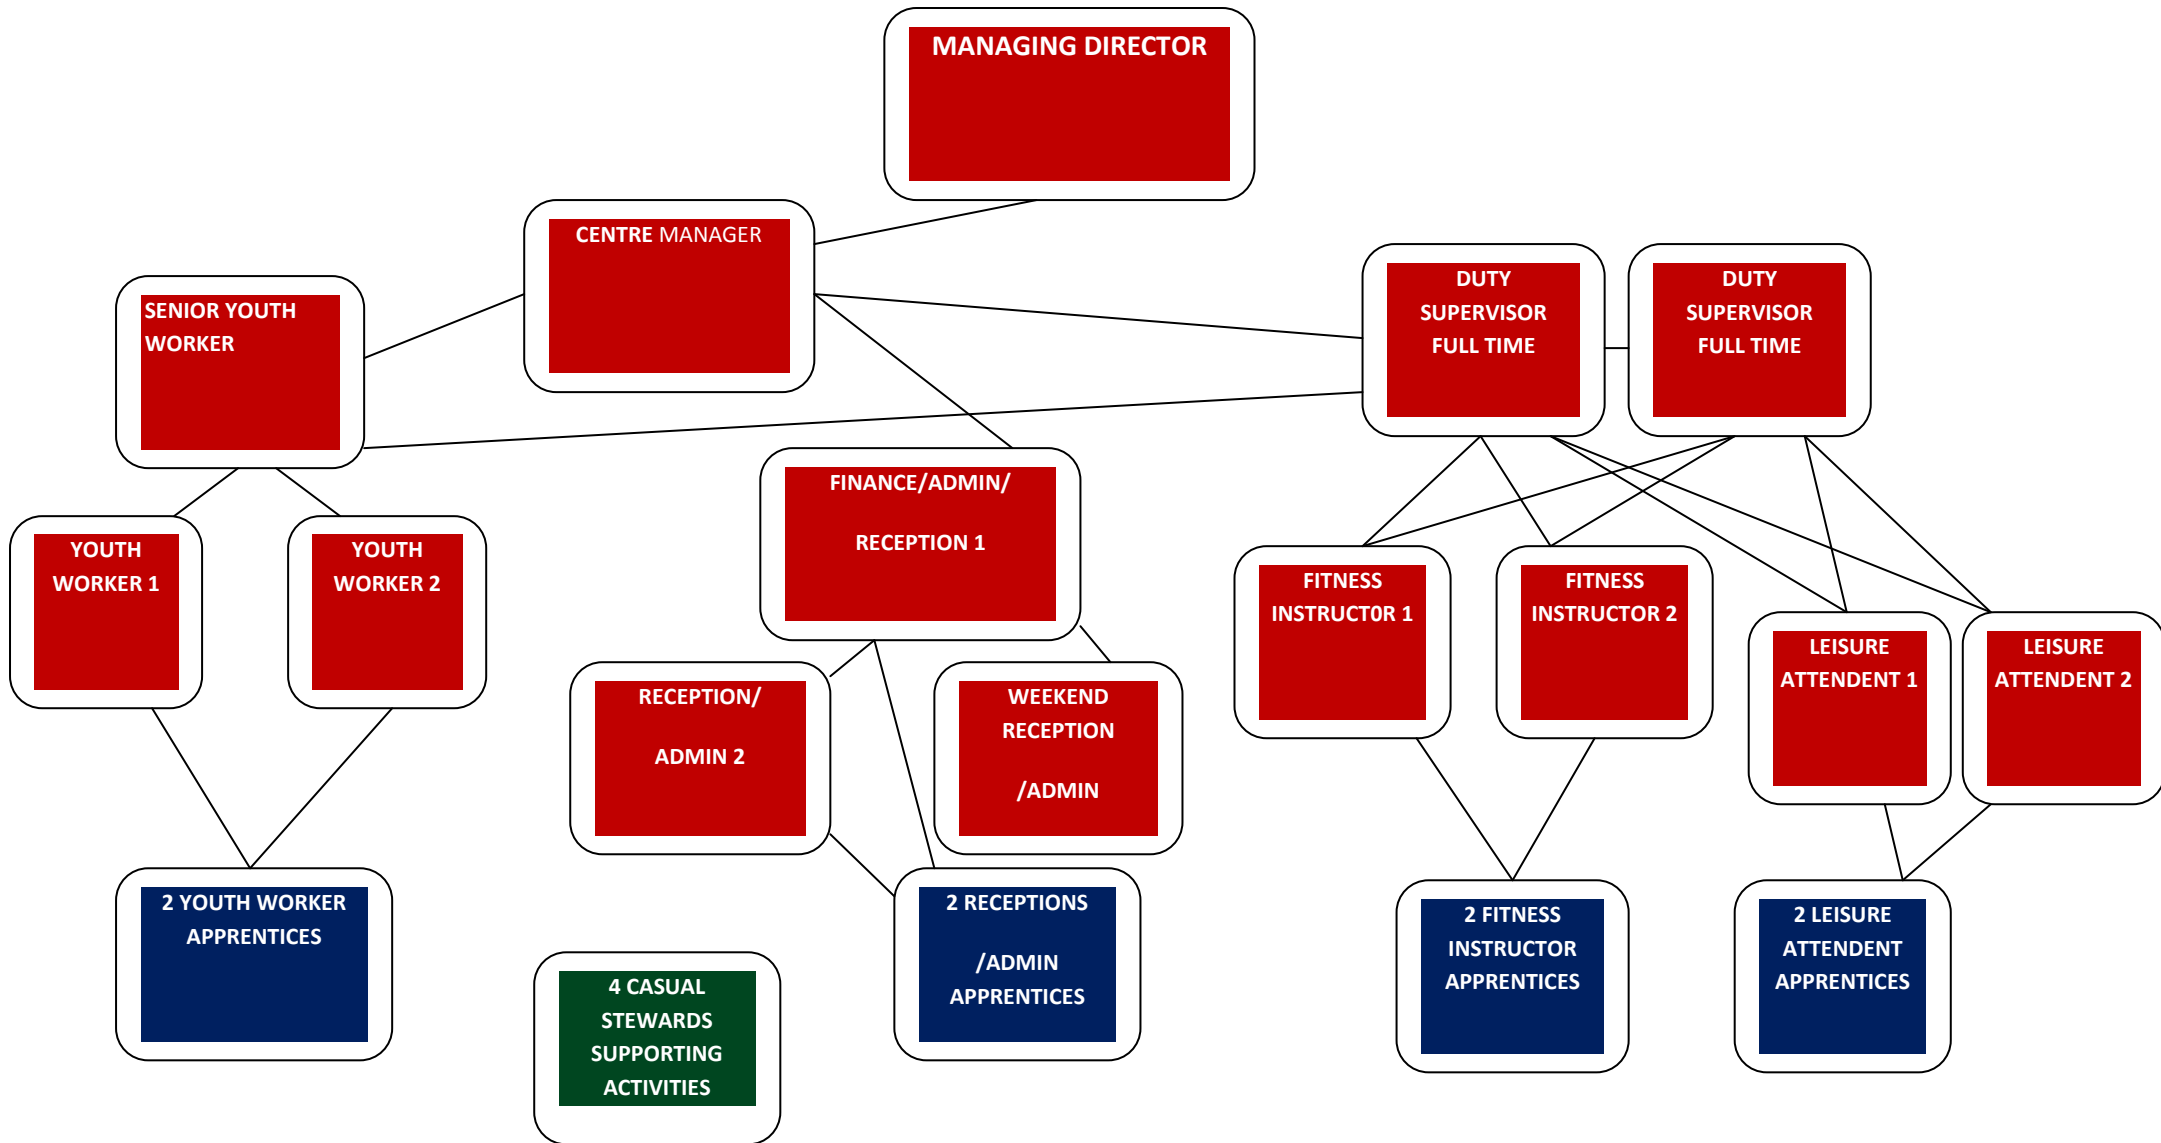 MANAGING DIRECTOR
CENTRE MANAGER
SENIOR YOUTH
WORKER
DUTY
SUPERVISOR
FULL TIME
DUTY
SUPERVISOR
FULL TIME
YOUTH
WORKER 1
YOUTH
WORKER 2
FINANCE/ADMIN/
RECEPTION 1
FITNESS
INSTRUCT0R 1
FITNESS
INSTRUCTOR 2
LEISURE
ATTENDENT 1
LEISURE
ATTENDENT 2
RECEPTION/
ADMIN 2
WEEKEND
RECEPTION
/ADMIN
2 YOUTH WORKER
APPRENTICES
4 CASUAL
STEWARDS
SUPPORTING
ACTIVITIES
2 RECEPTIONS
/ADMIN
APPRENTICES
2 FITNESS
INSTRUCTOR
APPRENTICES
2 LEISURE
ATTENDENT
APPRENTICES